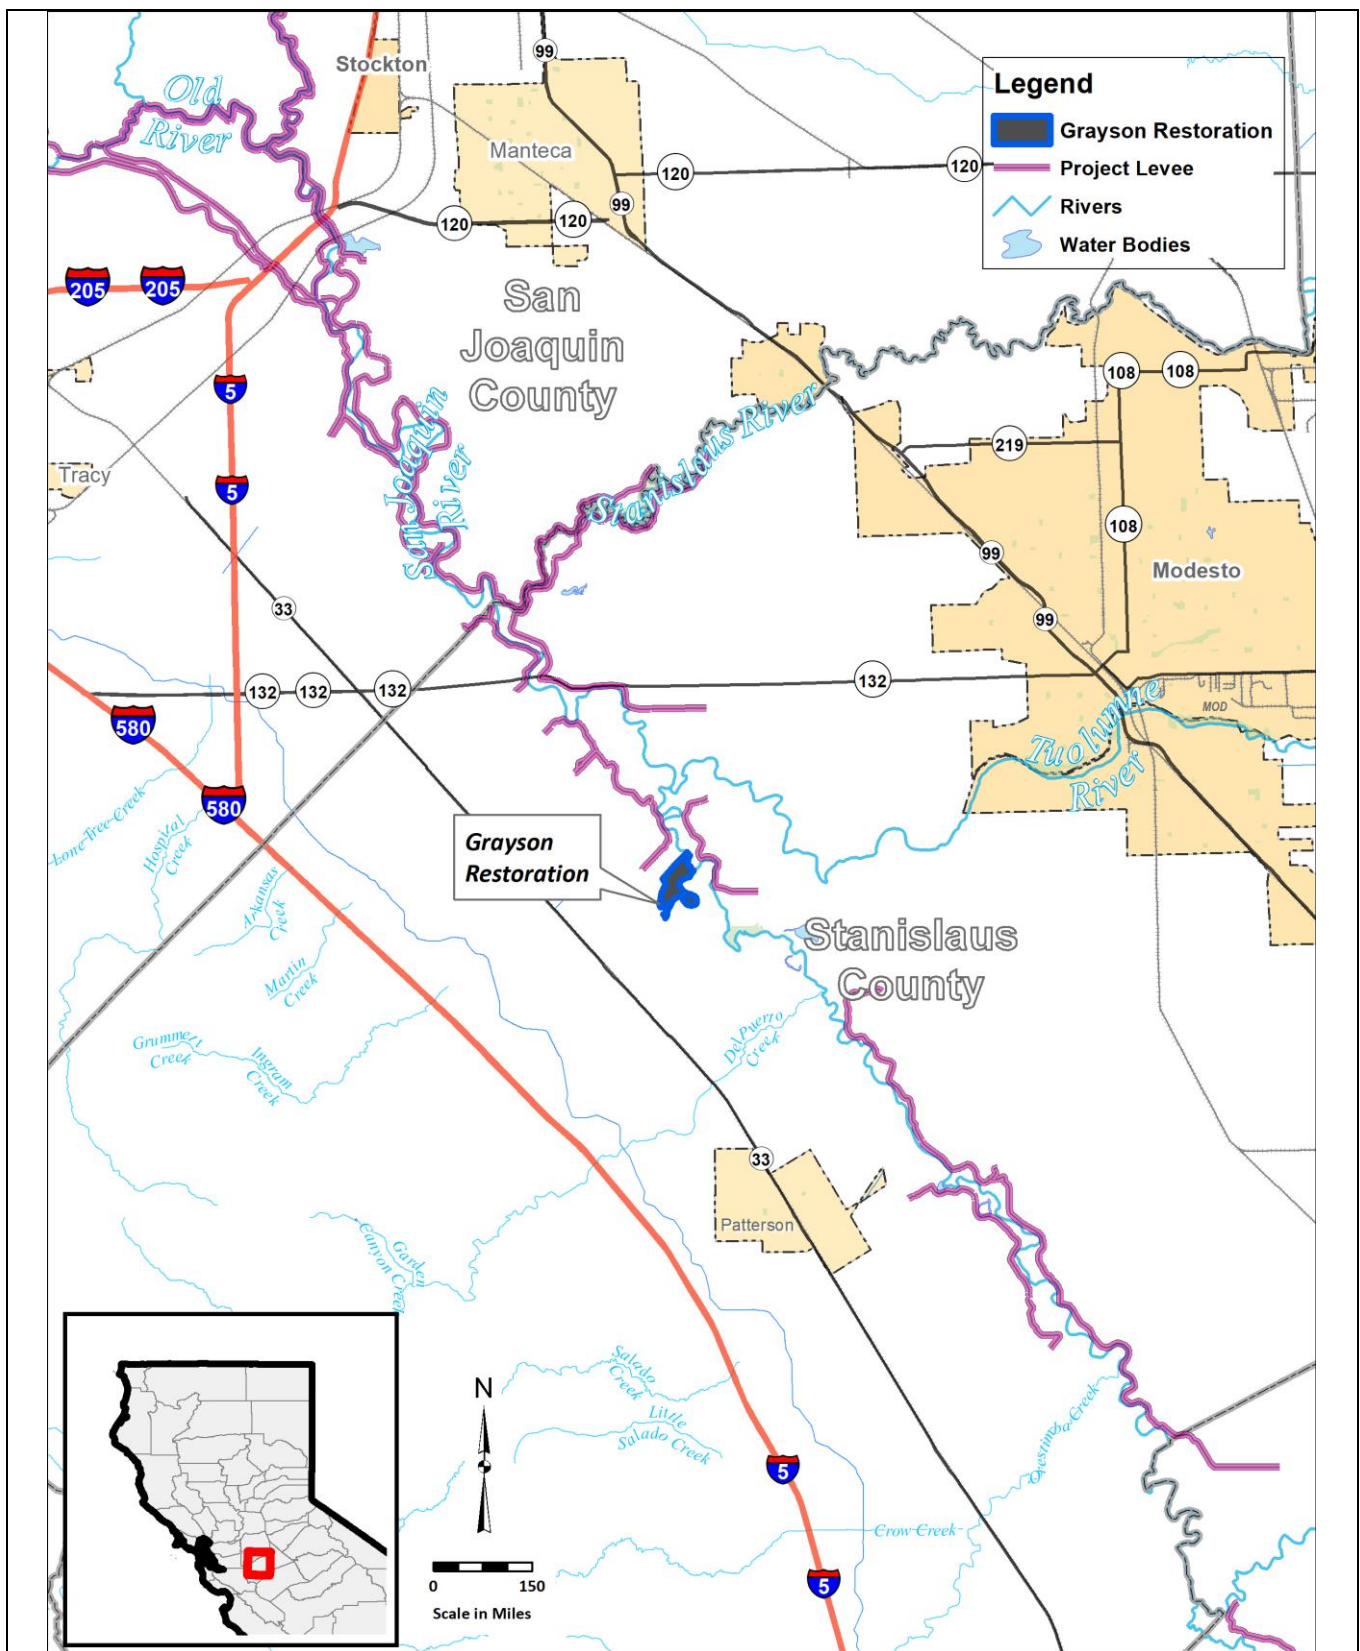 Stockton
99
Old
River
Legend
Grayson Restoration
Project Levee
Rivers
Water Bodies
Manteca
120
120
99
120
120
205
205
San
Joaquin
County
5
108
108
219
Tracy
5
San Joaquin
River
Stanislaus River
99
108
Modesto
33
99
132
132
132
132
580
MOD
Tuolumne
River
580
Lone Tree Creek
Hospital
Creek
Grayson
Restoration
Arkansas
Creek
Stanislaus
County
Martin
Creek
Del Puerto
Creek
Grummett
Creek
Ingram
Creek
33
Patterson
Garden
Canyon Creek
N
Salado
Creek
Little
Salado Creek
Orestimba Creek
5
Crow Creek
0 150
Scale in Miles
5